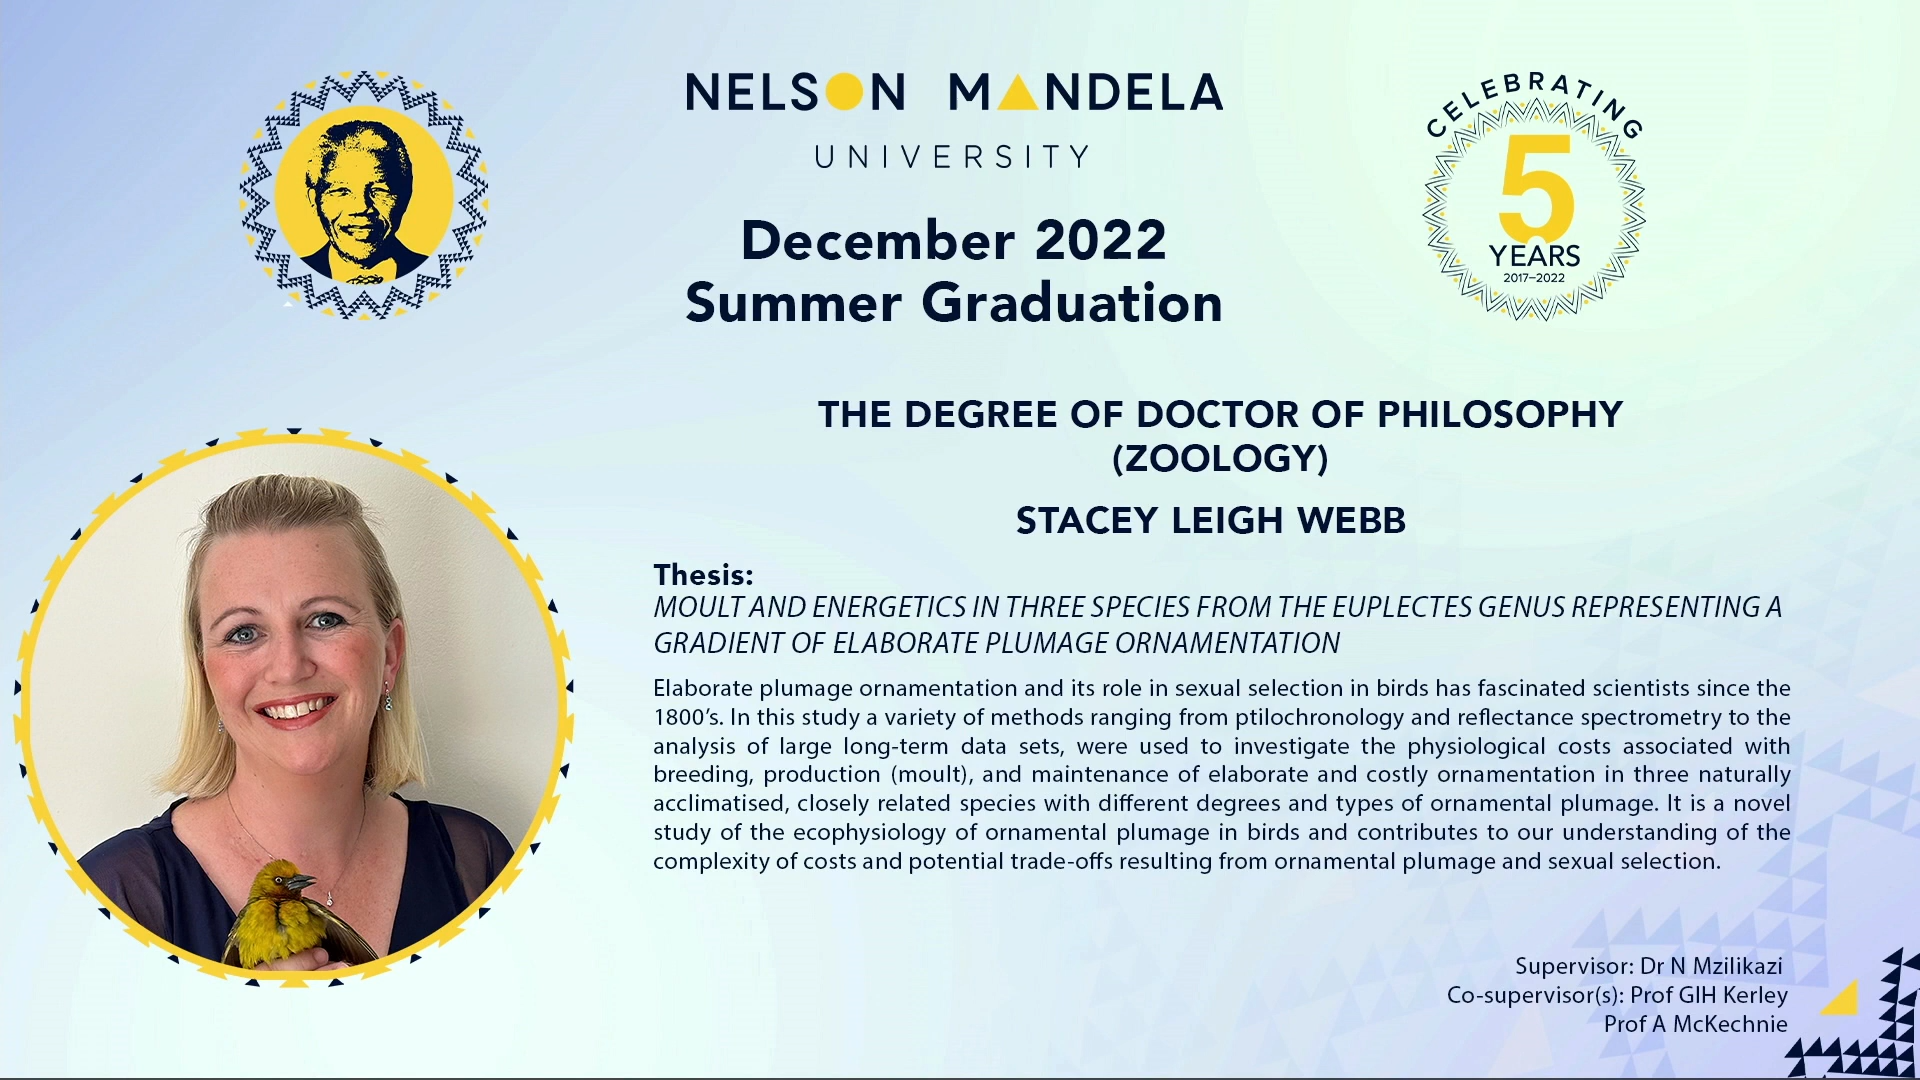 NELSON MANDELA
UNIVERSITY
December 2022
Summer Graduation
CELEBRATING
5
YEARS
2017–2022
THE DEGREE OF DOCTOR OF PHILOSOPHY
(ZOOLOGY)
STACEY LEIGH WEBB
Thesis:
MOULT AND ENERGETICS IN THREE SPECIES FROM THE EUPLECTES GENUS REPRESENTING A
GRADIENT OF ELABORATE PLUMAGE ORNAMENTATION
Elaborate plumage ornamentation and its role in sexual selection in birds has fascinated scientists since the
1800’s. In this study a variety of methods ranging from ptilochronology and reflectance spectrometry to the
analysis of large long-term data sets, were used to investigate the physiological costs associated with
breeding, production (moult), and maintenance of elaborate and costly ornamentation in three naturally
acclimatised, closely related species with different degrees and types of ornamental plumage. It is a novel
study of the ecophysiology of ornamental plumage in birds and contributes to our understanding of the
complexity of costs and potential trade-offs resulting from ornamental plumage and sexual selection.
Supervisor: Dr N Mzilikazi
Co-supervisor(s): Prof GIH Kerley
Prof A McKechnie